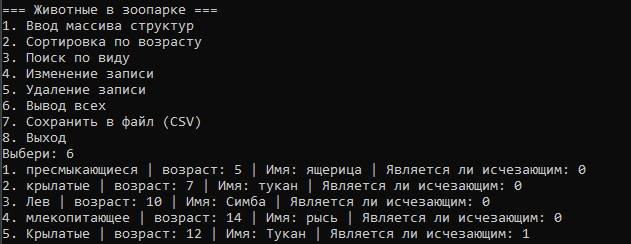 === Животные в зоопарке ===
1. Ввод массива структур
2. Сортировка по возрасту
3. Поиск по виду
4. Изменение записи
5. Удаление записи
6. Вывод всех
7. Сохранить в файл (CSV)
8. Выход
Выбери: 6
1. пресмыкающиеся | возраст: 5 | Имя: ящерица | Является ли исчезающим: 0
2. крылатые | возраст: 7 | Имя: тукан | Является ли исчезающим: 0
3. Лев | возраст: 10 | Имя: Симба | Является ли исчезающим: 0
4. млекопитающее | возраст: 14 | Имя: рысь | Является ли исчезающим: 0
5. Крылатые | возраст: 12 | Имя: Тукан | Является ли исчезающим: 1